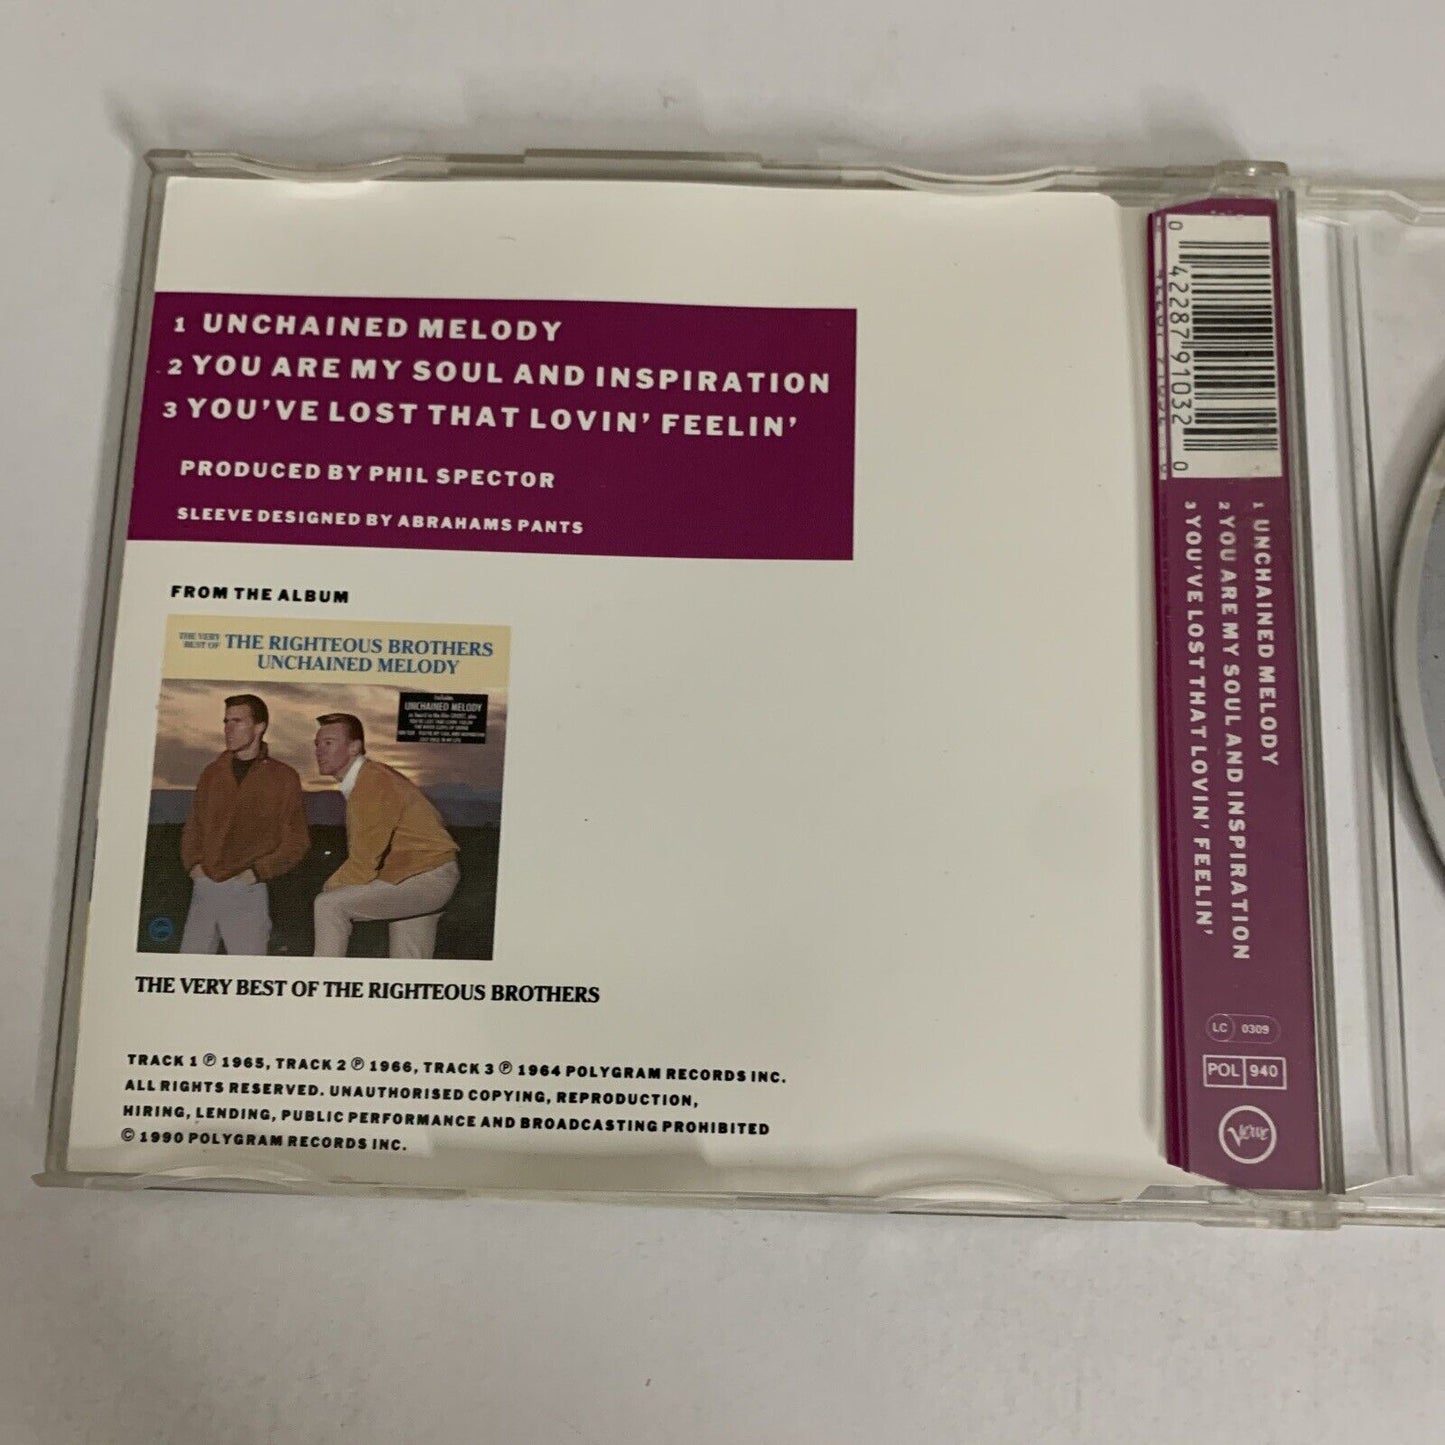 1 UNCHAINED MELODY
2 YOU ARE MY SOUL AND INSPIRATION
3 YOU'VE LOST THAT LOVIN' FEELIN'
PRODUCED BY PHIL SPECTOR
SLEEVE DESIGNED BY ABRAHAMS PANTS
FROM THE ALBUM
THE VERY BEST OF THE RIGHTEOUS BROTHERS
UNCHAINED MELODY
UNCHAINED MELODY
THE VERY BEST OF THE RIGHTEOUS BROTHERS
TRACK 1 ℗ 1965, TRACK 2 ℗ 1966, TRACK 3 ℗ 1964 POLYGRAM RECORDS INC.
ALL RIGHTS RESERVED. UNAUTHORISED COPYING, REPRODUCTION,
HIRING, LENDING, PUBLIC PERFORMANCE AND BROADCASTING PROHIBITED
© 1990 POLYGRAM RECORDS INC.
0 42287 91032 0
1 UNCHAINED MELODY
2 YOU ARE MY SOUL AND INSPIRATION
3 YOU'VE LOST THAT LOVIN' FEELIN'
LC 0309
POL 940
Verve